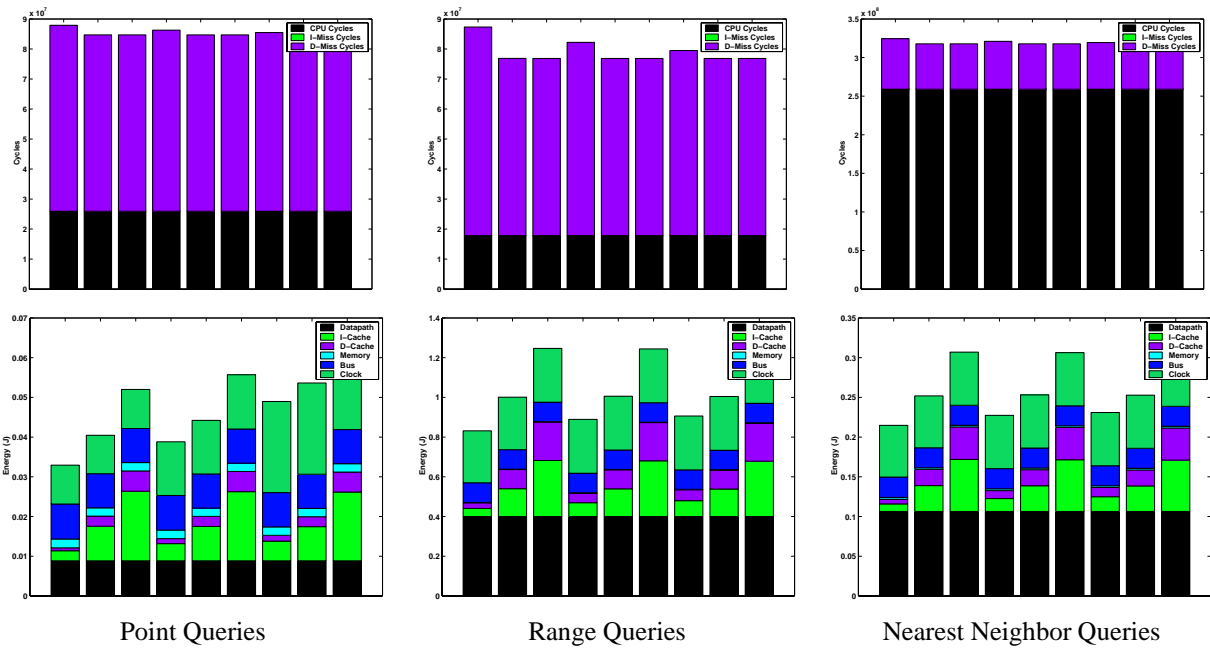 x 10^7
9
8
7
6
5
4
3
2
1
0
Cycles
CPU Cycles
I−Miss Cycles
D−Miss Cycles
x 10^7
9
8
7
6
5
4
3
2
1
0
Cycles
CPU Cycles
I−Miss Cycles
D−Miss Cycles
x 10^8
3.5
3
2.5
2
1.5
1
0.5
0
Cycles
CPU Cycles
I−Miss Cycles
D−Miss Cycles
0.07
0.06
0.05
0.04
0.03
0.02
0.01
0
Energy (J)
Datapath
I−Cache
D−Cache
Memory
Bus
Clock
1.4
1.2
1
0.8
0.6
0.4
0.2
0
Energy (J)
Datapath
I−Cache
D−Cache
Memory
Bus
Clock
0.35
0.3
0.25
0.2
0.15
0.1
0.05
0
Energy (J)
Datapath
I−Cache
D−Cache
Memory
Bus
Clock
Point Queries
Range Queries
Nearest Neighbor Queries